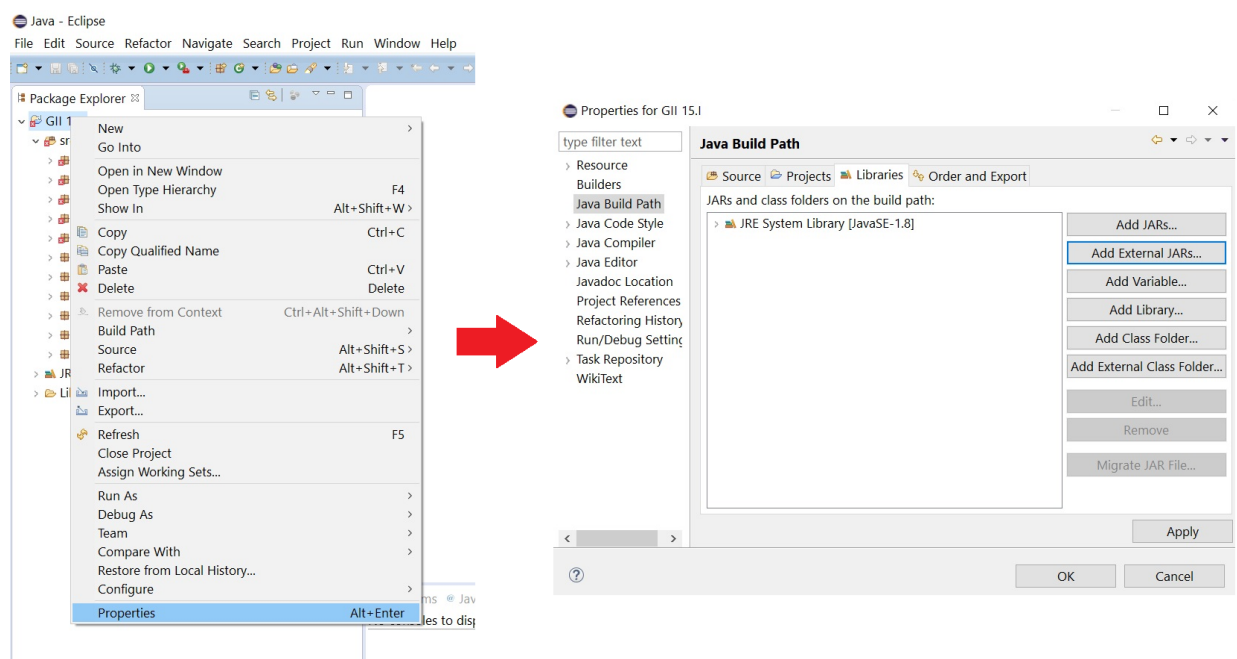 Java - Eclipse
File Edit Source Refactor Navigate Search Project Run Window Help
Package Explorer
GII 1
New
Go Into
Open in New Window
Open Type Hierarchy F4
Show In Alt+Shift+W
Copy Ctrl+C
Copy Qualified Name
Paste Ctrl+V
Delete Delete
Remove from Context Ctrl+Alt+Shift+Down
Build Path
Source Alt+Shift+S
Refactor Alt+Shift+T
Import...
Export...
Refresh F5
Close Project
Assign Working Sets...
Run As
Debug As
Team
Compare With
Restore from Local History...
Configure
Properties Alt+Enter
Properties for GII 15.I
type filter text
Resource
Builders
Java Build Path
Java Code Style
Java Compiler
Java Editor
Javadoc Location
Project References
Refactoring History
Run/Debug Setting
Task Repository
WikiText
Java Build Path
Source Projects Libraries Order and Export
JARs and class folders on the build path:
JRE System Library [JavaSE-1.8]
Add JARs...
Add External JARs...
Add Variable...
Add Library...
Add Class Folder...
Add External Class Folder...
Edit...
Remove
Migrate JAR File...
Apply
OK Cancel